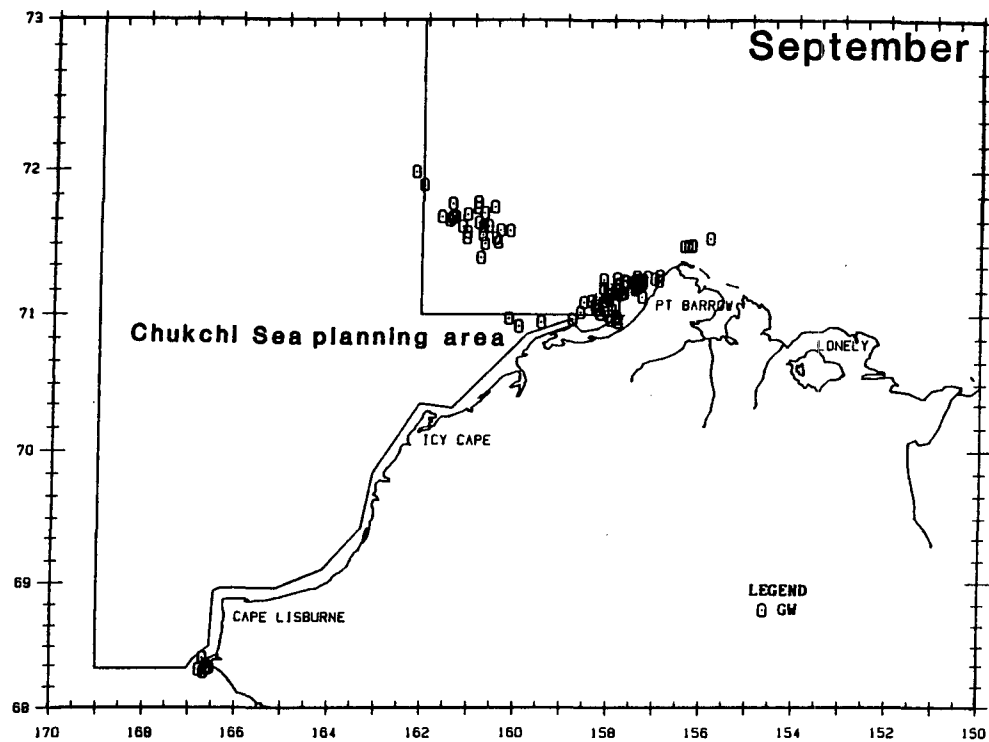 73
September
72
71
PT BARROW
Chukchi Sea planning area
LONELY
ICY CAPE
70
69
LEGEND
0 GW
CAPE LISBURNE
68
170 168 166 164 162 160 158 156 154 152 150